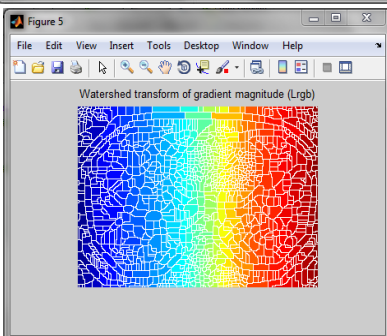 Figure 5
File Edit View Insert Tools Desktop Window Help
Watershed transform of gradient magnitude (Lrgb)